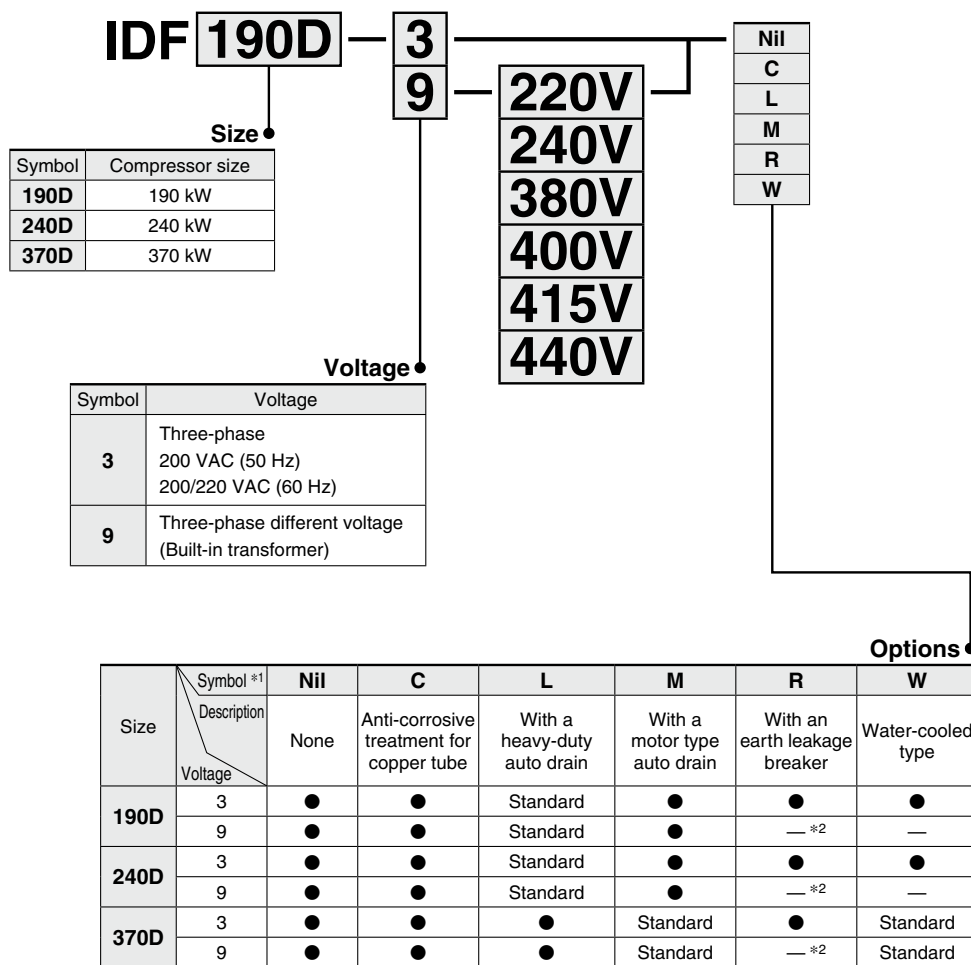 IDF 190D — 3
9 — 220V
240V
380V
400V
415V
440V
Nil
C
L
M
R
W
Size
Symbol Compressor size
190D 190 kW
240D 240 kW
370D 370 kW
Voltage
Symbol Voltage
3 Three-phase
200 VAC (50 Hz)
200/220 VAC (60 Hz)
9 Three-phase different voltage
(Built-in transformer)
Options
Size Symbol *1 Description Voltage
Nil C L M R W
None
Anti-corrosive
treatment for
copper tube
With a
heavy-duty
auto drain
With a
motor type
auto drain
With an
earth leakage
breaker
Water-cooled
type
190D 3 ● ● Standard ● ● ●
9 ● ● Standard ● — *2 —
240D 3 ● ● Standard ● ● ●
9 ● ● Standard ● — *2 —
370D 3 ● ● ● Standard ● Standard
9 ● ● ● Standard — *2 Standard